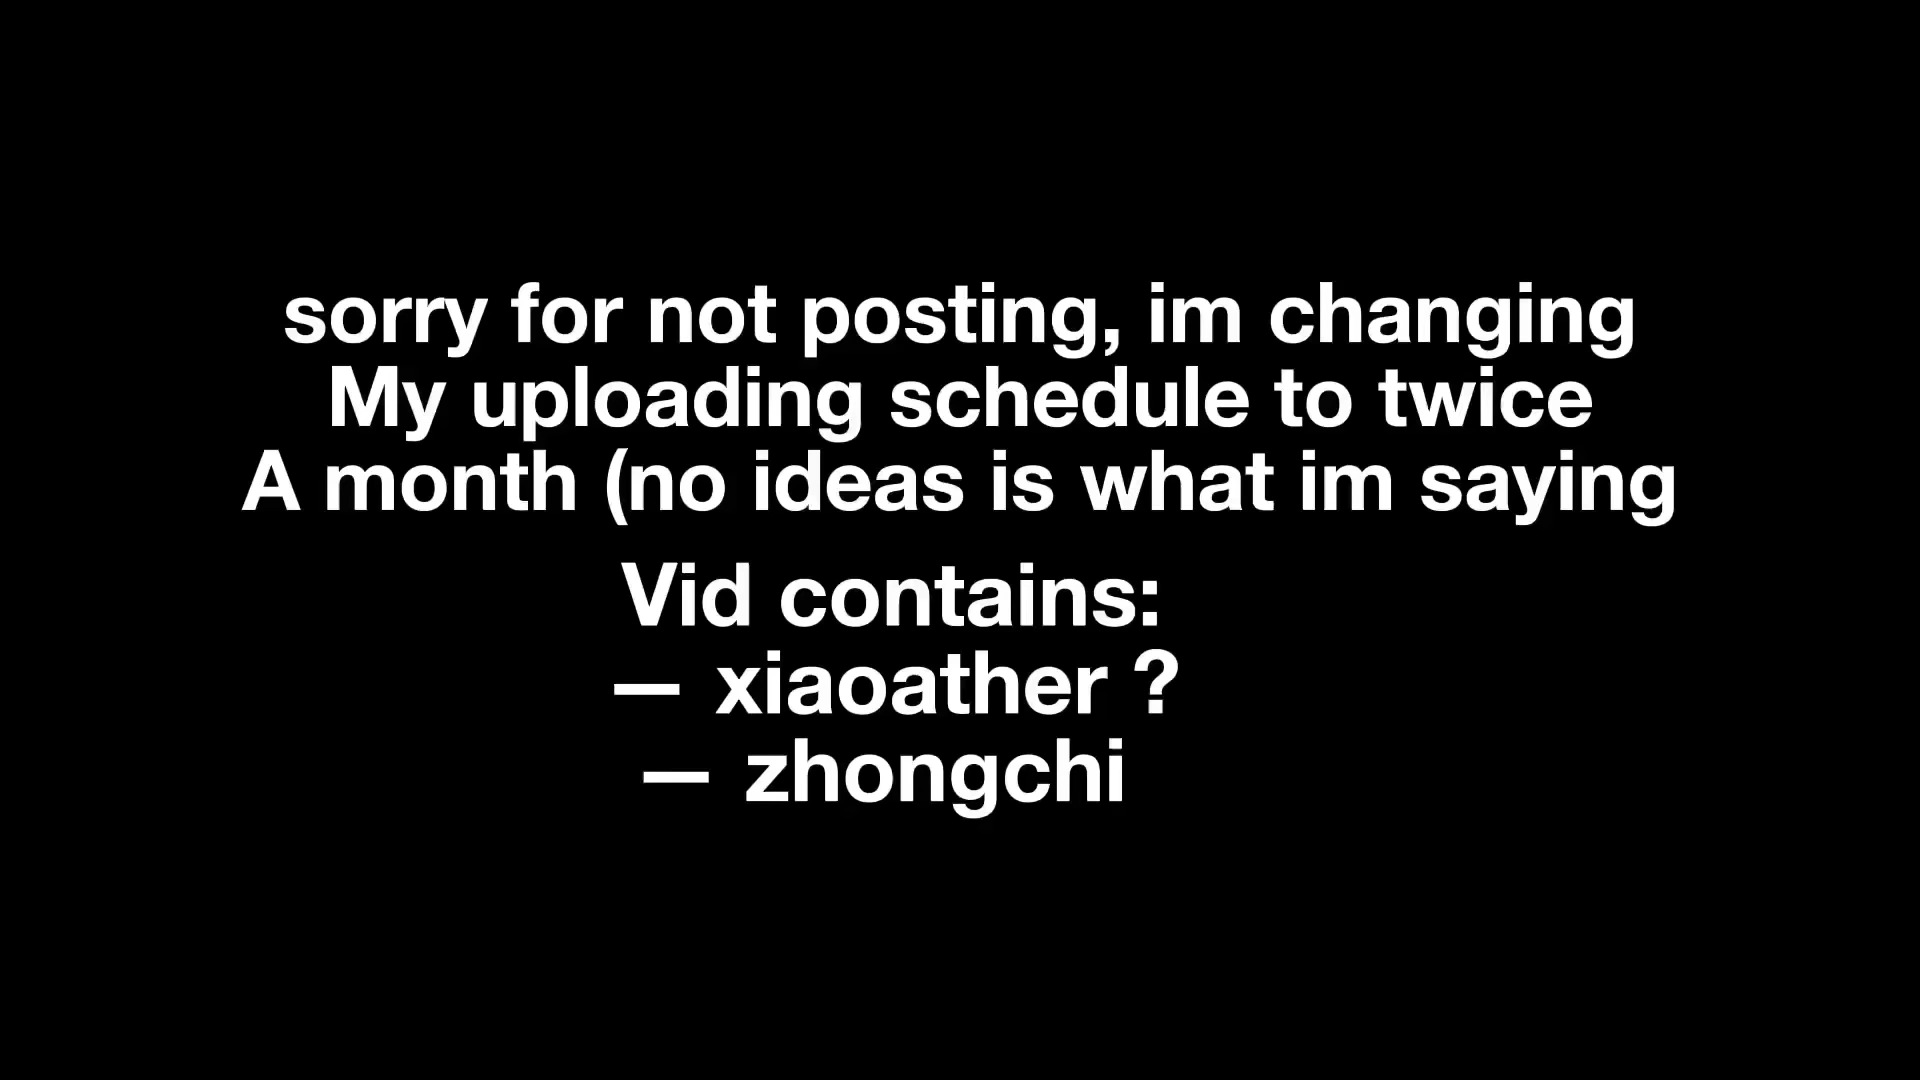 sorry for not posting, im changing
My uploading schedule to twice
A month (no ideas is what im saying
Vid contains:
— xiaoather ?
— zhongchi